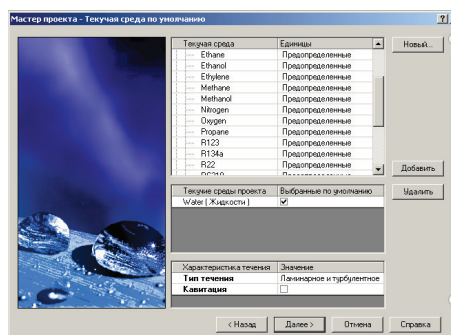 Мастер проекта - Текучая среда по умолчанию
Текучая среда Единицы Новый...
Ethane Предопределенные
Ethanol Предопределенные
Ethylene Предопределенные
Methane Предопределенные
Methanol Предопределенные
Nitrogen Предопределенные
Oxygen Предопределенные
Propane Предопределенные
R123 Предопределенные
R134a Предопределенные
R22 Предопределенные Добавить
Предопределенные
Текучие среды проекта Выбранные по умолчанию Удалить
Water ( Жидкости )
Характеристика течения Значение
Тип течения Ламинарное и турбулентное
Кавитация
< Назад Далее > Отмена Справка